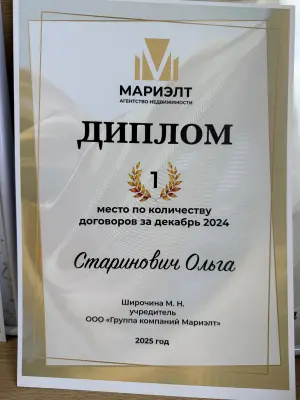 МАРИЭЛТ
АГЕНТСТВО НЕДВИЖИМОСТИ
ДИПЛОМ
1
место по количеству
договоров за декабрь 2024
Старинович Ольга
Широчина М. Н.
учредитель
ООО «Группа компаний Мариэлт»
2025 год